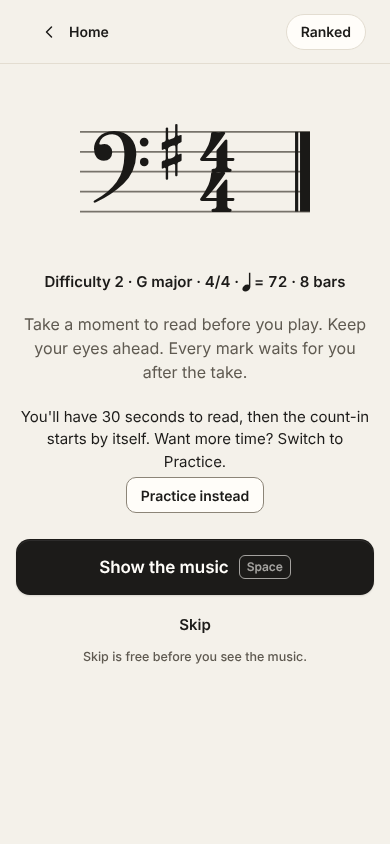 Home
Ranked
4
4
Difficulty 2 · G major · 4/4 · ♩ = 72 · 8 bars
Take a moment to read before you play. Keep
your eyes ahead. Every mark waits for you
after the take.
You'll have 30 seconds to read, then the count-in
starts by itself. Want more time? Switch to
Practice.
Practice instead
Show the music Space
Skip
Skip is free before you see the music.